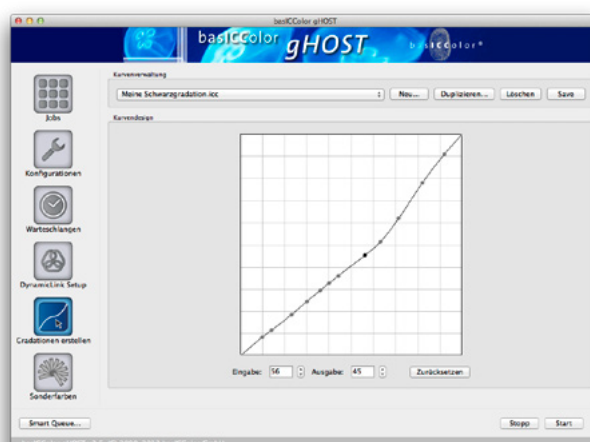 basICColor gHOST
basICColor gHOST
basICColor®
Kurvenverwaltung
Meine Schwarzgradation.icc
Neu...
Duplizieren...
Löschen
Save
Kurvendesign
Jobs
Konfigurationen
Warteschlangen
DynamicLink Setup
Gradationen erstellen
Sonderfarben
Eingabe: 56 Ausgabe: 45 Zurücksetzen
Smart Queue...
Stopp
Start